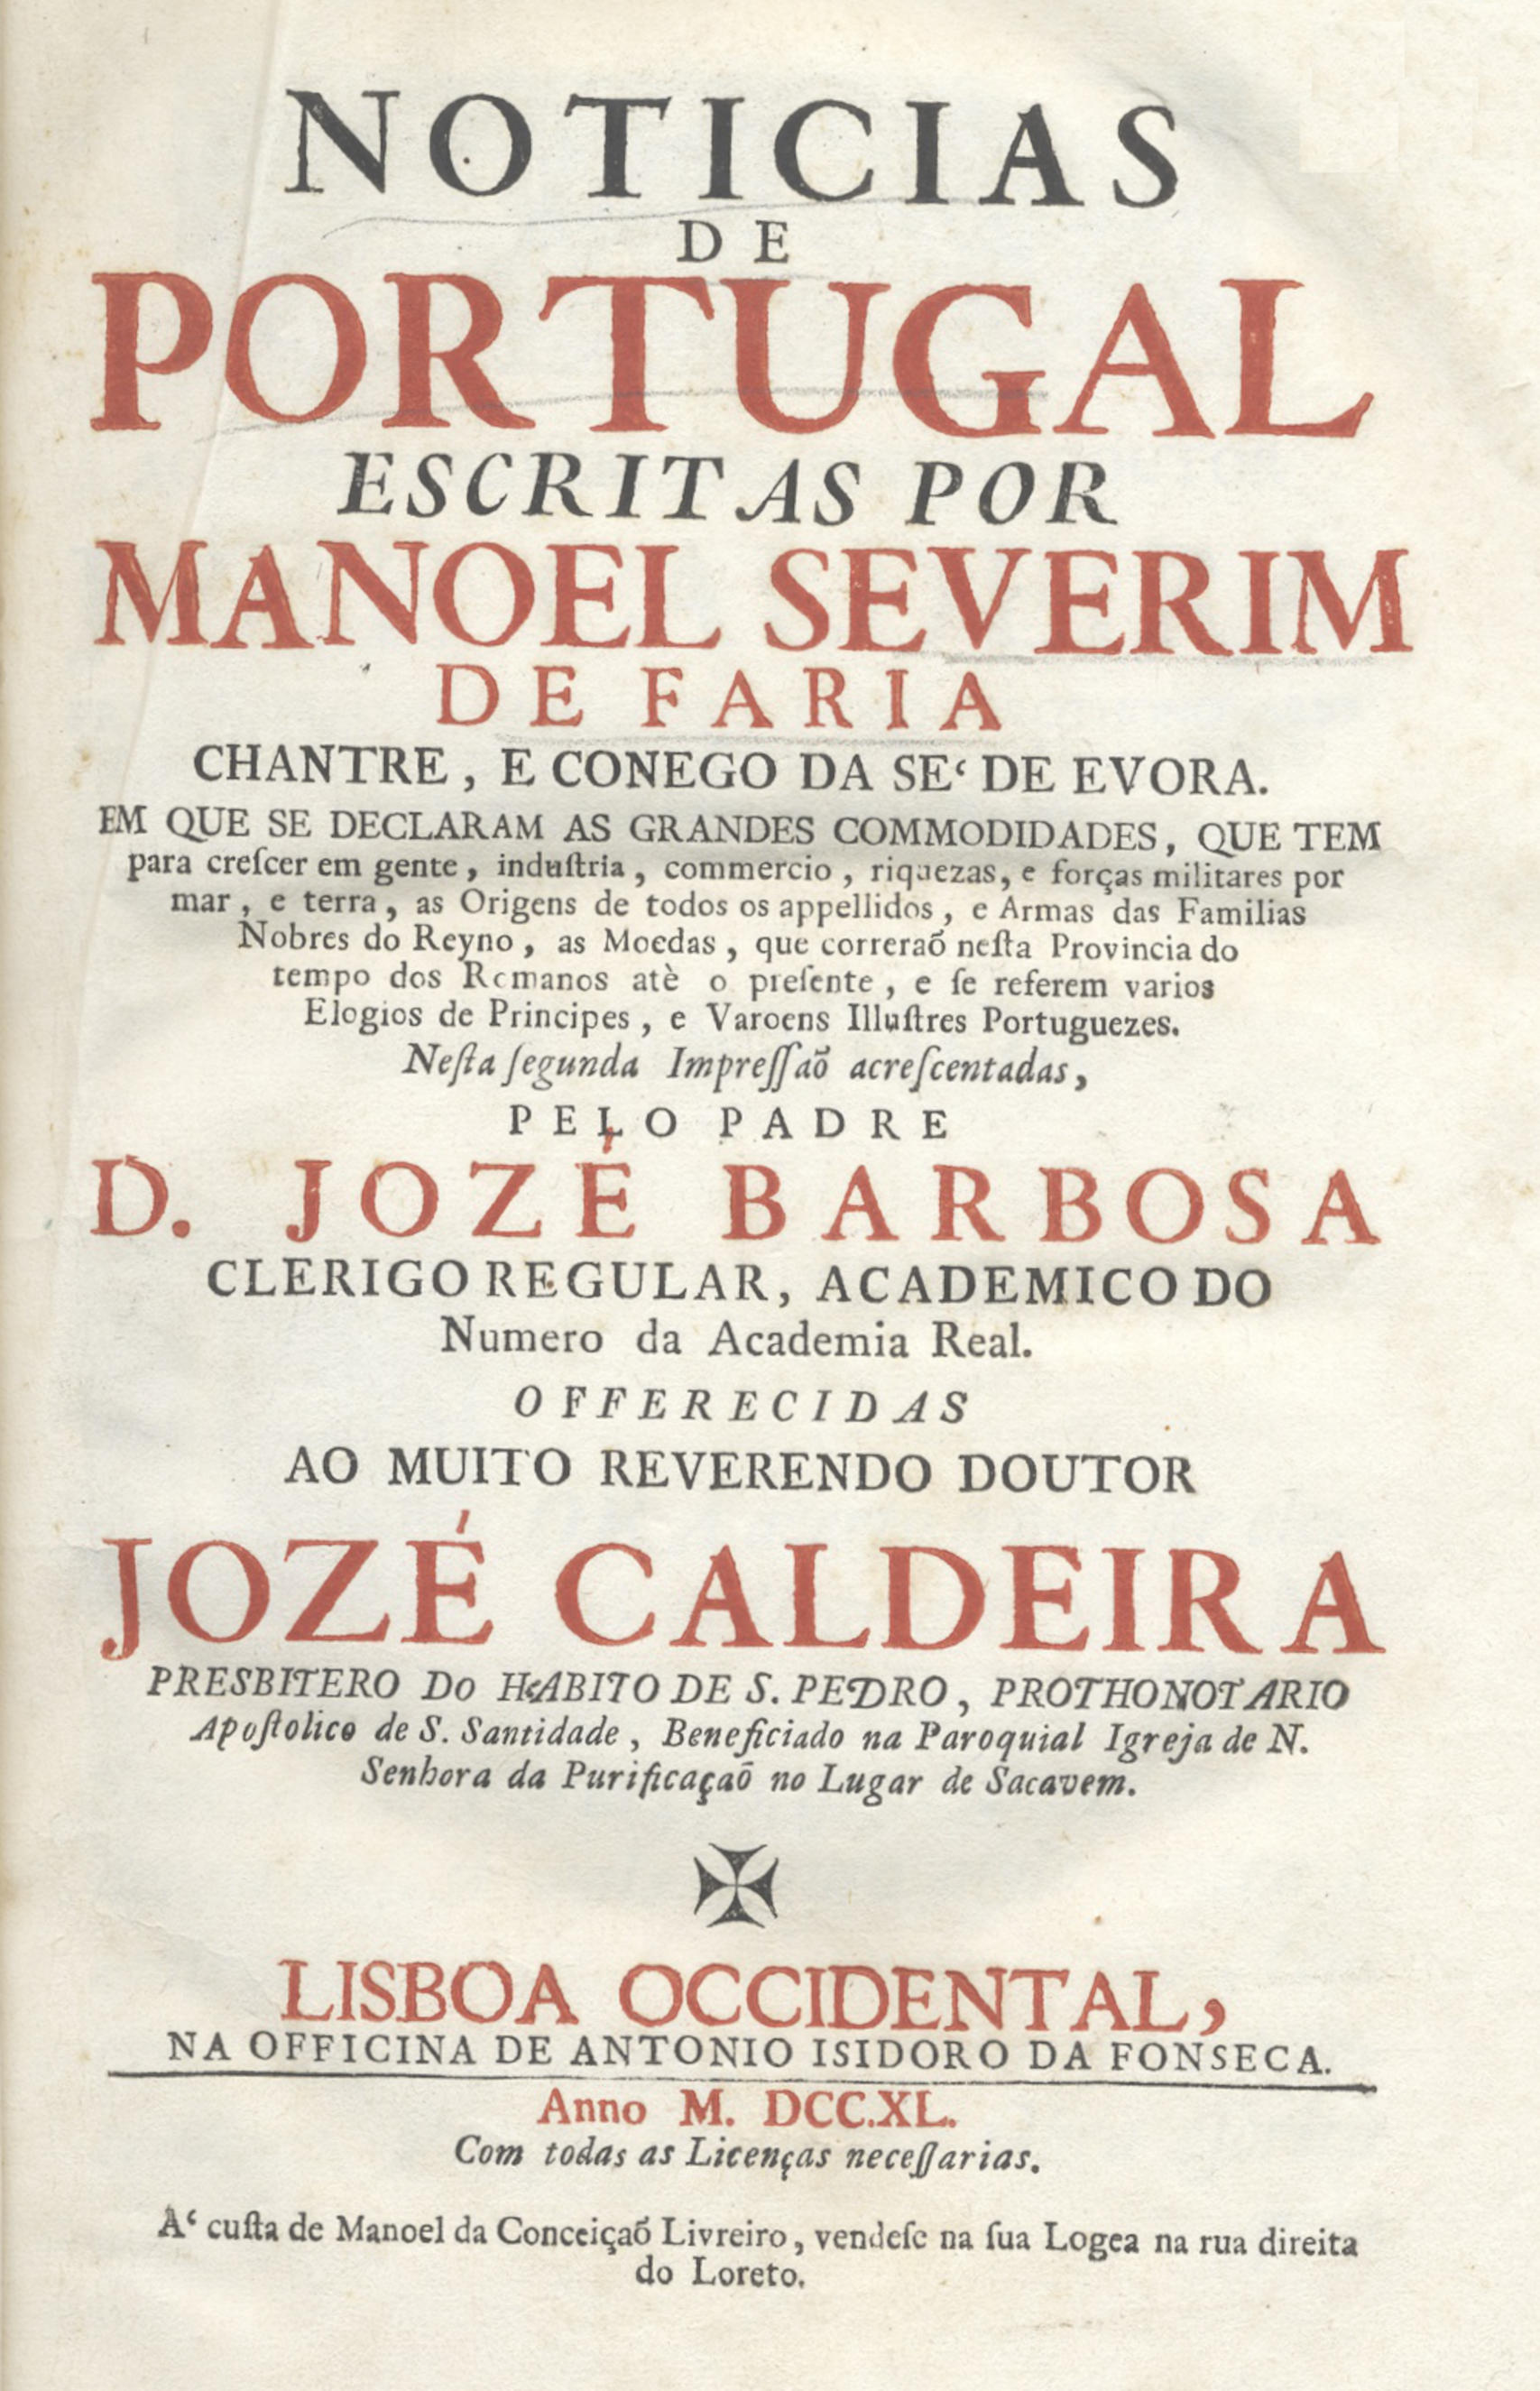 NOTICIAS
DE
PORTUGAL
ESCRITAS POR
MANOEL SEVERIM
DE FARIA
CHANTRE, E CONEGO DA SE‘ DE EVORA.
EM QUE SE DECLARAM AS GRANDES COMMODIDADES, QUE TEM
para creſcer em gente, induſtria, commercio, riquezas, e forças militares por
mar, e terra, as Origens de todos os appellidos, e Armas das Familias
Nobres do Reyno, as Moedas, que correraõ neſta Provincia do
tempo dos Romanos atè o preſente, e ſe referem varios
Elogios de Principes, e Varoens Illuſtres Portuguezes.
Neſta ſegunda Impreſſaõ acreſcentadas,
PELO PADRE
D. JOZÉ BARBOSA
CLERIGO REGULAR, ACADEMICO DO
Numero da Academia Real.
OFFERECIDAS
AO MUITO REVERENDO DOUTOR
JOZÉ CALDEIRA
PRESBITERO DO HABITO DE S. PEDRO, PROTHONOTARIO
Apoſtolico de S. Santidade, Beneficiado na Paroquial Igreja de N.
Senhora da Purificaçaõ no Lugar de Sacavem.
LISBOA OCCIDENTAL,
NA OFFICINA DE ANTONIO ISIDORO DA FONSECA.
Anno M. DCC.XL.
Com todas as Licenças neceſſarias.
A‘ cuſta de Manoel da Conceiçaõ Livreiro, vendeſe na ſua Logea na rua direita
do Loreto.